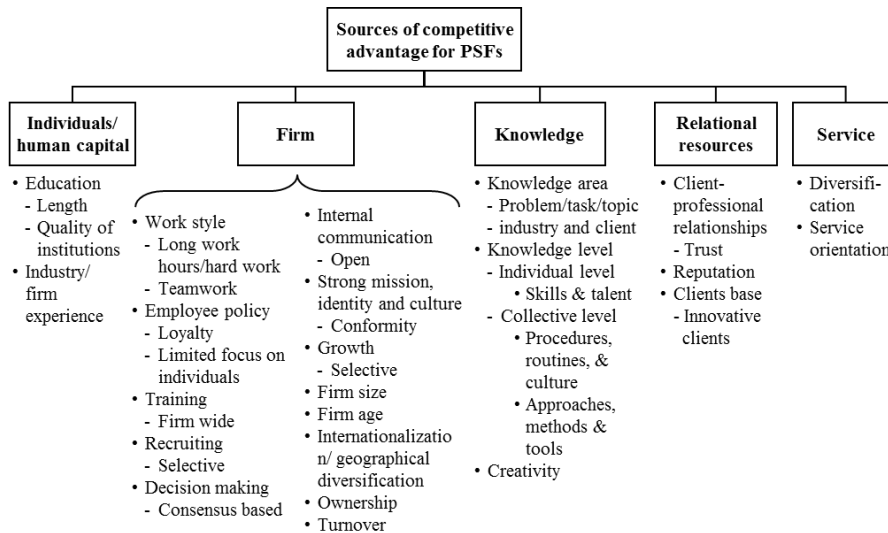 Sources of competitive
advantage for PSFs
Individuals/
human capital
• Education
- Length
- Quality of
institutions
• Industry/
firm
experience
Firm
• Work style
- Long work
hours/hard work
- Teamwork
• Employee policy
- Loyalty
- Limited focus on
individuals
• Training
- Firm wide
• Recruiting
- Selective
• Decision making
- Consensus based
• Internal
communication
- Open
• Strong mission,
identity and culture
- Conformity
• Growth
- Selective
• Firm size
• Firm age
• Internationalizatio
n/ geographical
diversification
• Ownership
• Turnover
Knowledge
• Knowledge area
- Problem/task/topic
- industry and client
• Knowledge level
- Individual level
• Skills & talent
- Collective level
• Procedures,
routines, &
culture
• Approaches,
methods &
tools
• Creativity
Relational
resources
• Client-
professional
relationships
- Trust
• Reputation
• Clients base
- Innovative
clients
Service
• Diversifi-
cation
• Service
orientation